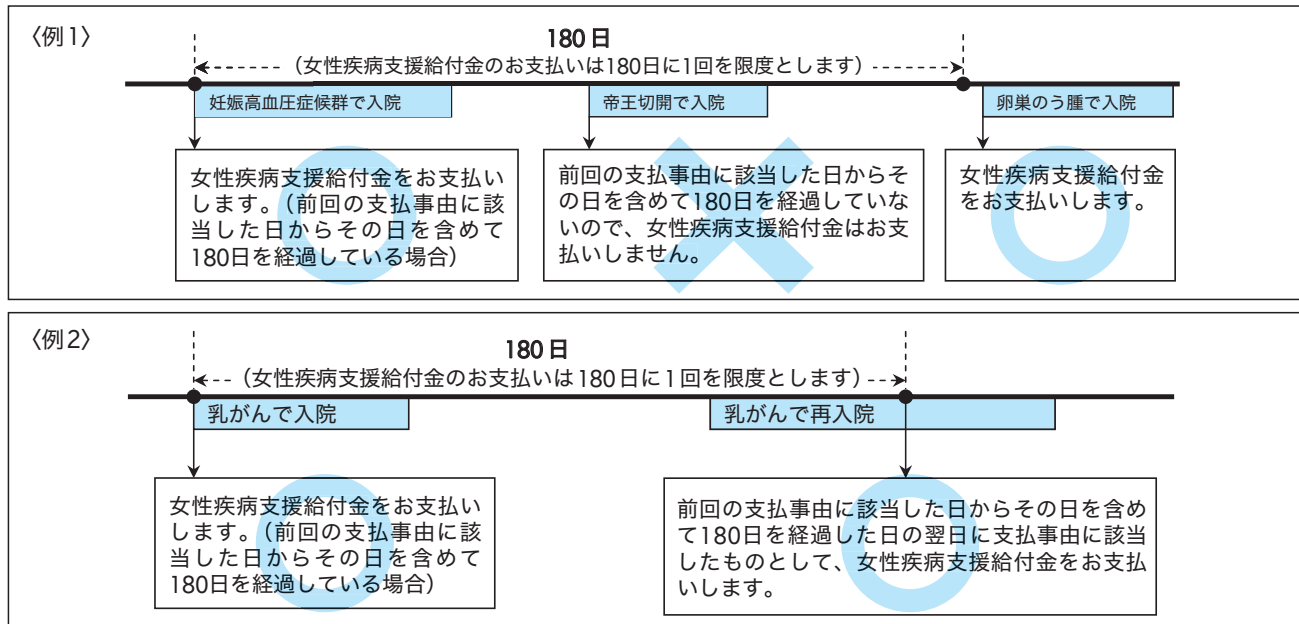 〈例1〉
180日
(女性疾病支援給付金のお支払いは180日に1回を限度とします)
妊娠高血圧症候群で入院
帝王切開で入院
卵巣のう腫で入院
女性疾病支援給付金をお支払い
します。(前回の支払事由に該
当した日からその日を含めて
180日を経過している場合)
前回の支払事由に該当した日からそ
の日を含めて180日を経過していな
いので、女性疾病支援給付金はお支
払いしません。
女性疾病支援給付金
をお支払いします。
〈例2〉
180日
(女性疾病支援給付金のお支払いは180日に1回を限度とします)
乳がんで入院
乳がんで再入院
女性疾病支援給付金をお支払い
します。(前回の支払事由に該
当した日からその日を含めて
180日を経過している場合)
前回の支払事由に該当した日からその日を含め
て180日を経過した日の翌日に支払事由に該当
したものとして、女性疾病支援給付金をお支払
いします。